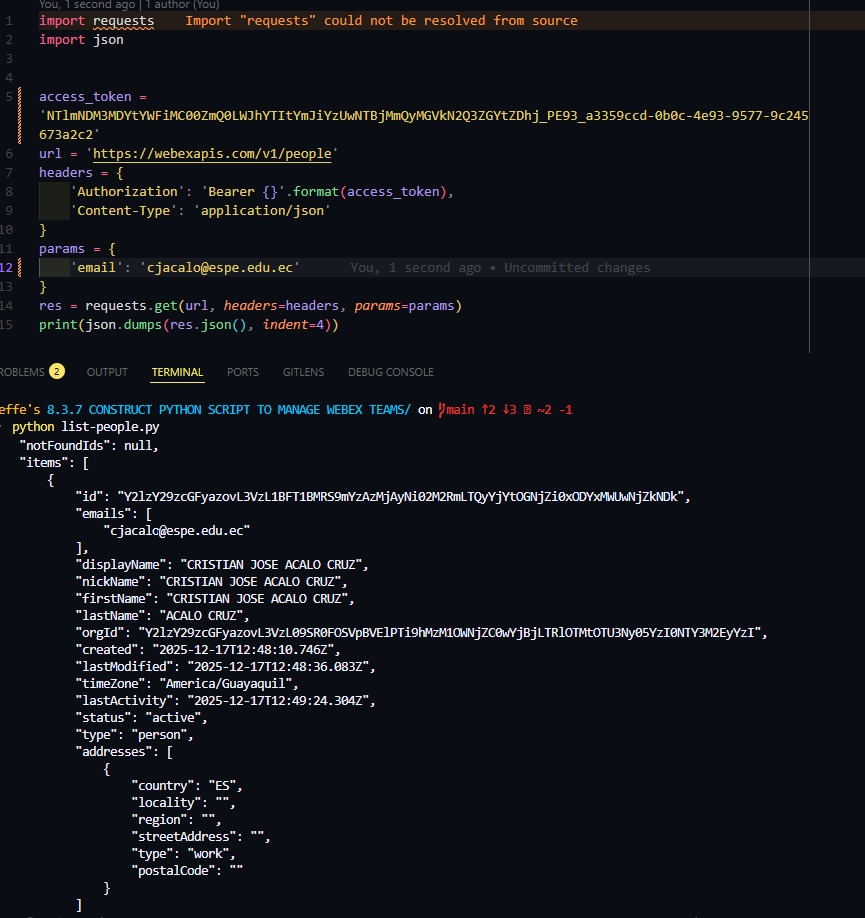 You, 1 second ago | 1 author (You)
1 import requests    Import "requests" could not be resolved from source
2 import json
3
4
5 access_token =
'NTlmNDM3MDYtYWFiMC00ZmQ0LWJhYTItYmJiYzUwNTBjMmQyMGVkN2Q3ZGYtZDhj_PE93_a3359ccd-0b0c-4e93-9577-9c245
673a2c2'
6 url = 'https://webexapis.com/v1/people'
7 headers = {
8     'Authorization': 'Bearer {}'.format(access_token),
9     'Content-Type': 'application/json'
10 }
11 params = {
12     'email': 'cjacalo@espe.edu.ec'    You, 1 second ago • Uncommitted changes
13 }
14 res = requests.get(url, headers=headers, params=params)
15 print(json.dumps(res.json(), indent=4))
ROBLEMS 2 OUTPUT TERMINAL PORTS GITLENS DEBUG CONSOLE
effe's 8.3.7 CONSTRUCT PYTHON SCRIPT TO MANAGE WEBEX TEAMS/ on main ↑2 ↓3 ~2 -1
python list-people.py
"notFoundIds": null,
"items": [
{
"id": "Y2lzY29zcGFyazovL3VzL1BFT1BMRS9mYzAzMjAyNi02M2RmLTQyYjYtOGNjZi0xODYxMWUwNjZkNDk",
"emails": [
"cjacalo@espe.edu.ec"
],
"displayName": "CRISTIAN JOSE ACALO CRUZ",
"nickName": "CRISTIAN JOSE ACALO CRUZ",
"firstName": "CRISTIAN JOSE ACALO CRUZ",
"lastName": "ACALO CRUZ",
"orgId": "Y2lzY29zcGFyazovL3VzL09SR0FOSVpBVElPTi9hMzM1OWNjZC0wYjBjLTRlOTMtOTU3Ny05YzI0NTY3M2EyYzI",
"created": "2025-12-17T12:48:10.746Z",
"lastModified": "2025-12-17T12:48:36.083Z",
"timeZone": "America/Guayaquil",
"lastActivity": "2025-12-17T12:49:24.304Z",
"status": "active",
"type": "person",
"addresses": [
{
"country": "ES",
"locality": "",
"region": "",
"streetAddress": "",
"type": "work",
"postalCode": ""
}
]